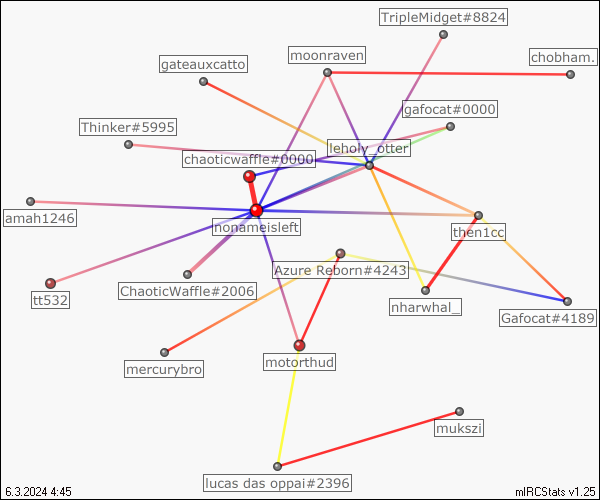 TripleMidget#8824
moonraven
chobham.
gateauxcatto
gafocat#0000
Thinker#5995
leholy_otter
chaoticwaffle#0000
amah1246
nonameisleft
then1cc
Azure Reborn#4243
ChaoticWaffle#2006
tt532
nharwhal_
Gafocat#4189
mercurybro
motorthud
mukszi
lucas das oppai#2396
6.3.2024 4:45
mIRCStats v1.25